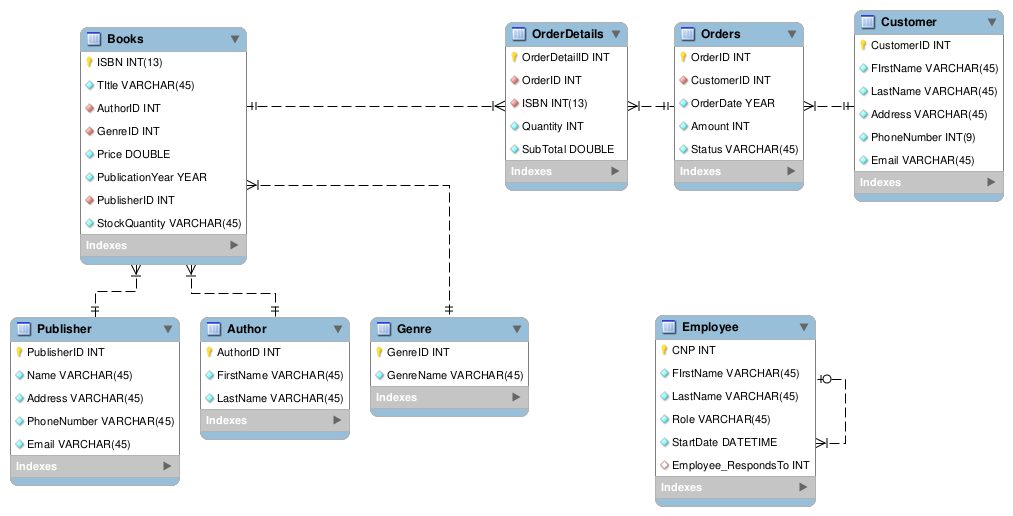 Books
ISBN INT(13)
TItle VARCHAR(45)
AuthorID INT
GenreID INT
Price DOUBLE
PublicationYear YEAR
PublisherID INT
StockQuantity VARCHAR(45)
Indexes
OrderDetails
OrderDetailID INT
OrderID INT
ISBN INT(13)
Quantity INT
SubTotal DOUBLE
Indexes
Orders
OrderID INT
CustomerID INT
OrderDate YEAR
Amount INT
Status VARCHAR(45)
Indexes
Customer
CustomerID INT
FIrstName VARCHAR(45)
LastName VARCHAR(45)
Address VARCHAR(45)
PhoneNumber INT(9)
Email VARCHAR(45)
Indexes
Publisher
PublisherID INT
Name VARCHAR(45)
Address VARCHAR(45)
PhoneNumber VARCHAR(45)
Email VARCHAR(45)
Indexes
Author
AuthorID INT
FirstName VARCHAR(45)
LastName VARCHAR(45)
Indexes
Genre
GenreID INT
GenreName VARCHAR(45)
Indexes
Employee
CNP INT
FIrstName VARCHAR(45)
LastName VARCHAR(45)
Role VARCHAR(45)
StartDate DATETIME
Employee_RespondsTo INT
Indexes